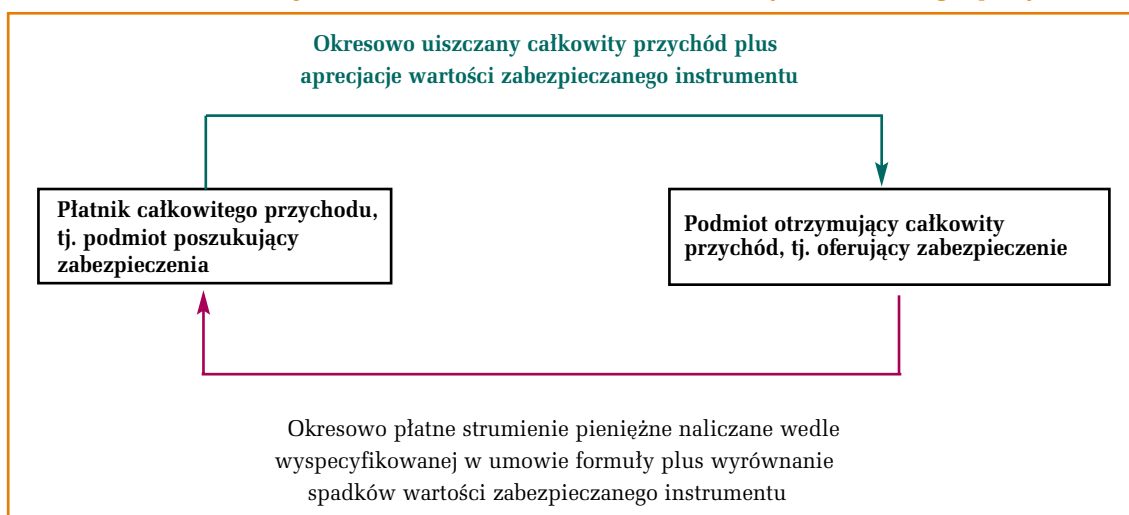 Okresowo uiszczany całkowity przychód plus
aprecjacje wartości zabezpieczanego instrumentu
Płatnik całkowitego przychodu,
tj. podmiot poszukujący
zabezpieczenia
Podmiot otrzymujący całkowity
przychód, tj. oferujący zabezpieczenie
Okresowo płatne strumienie pieniężne naliczane wedle
wyspecyfikowanej w umowie formuły plus wyrównanie
spadków wartości zabezpieczanego instrumentu